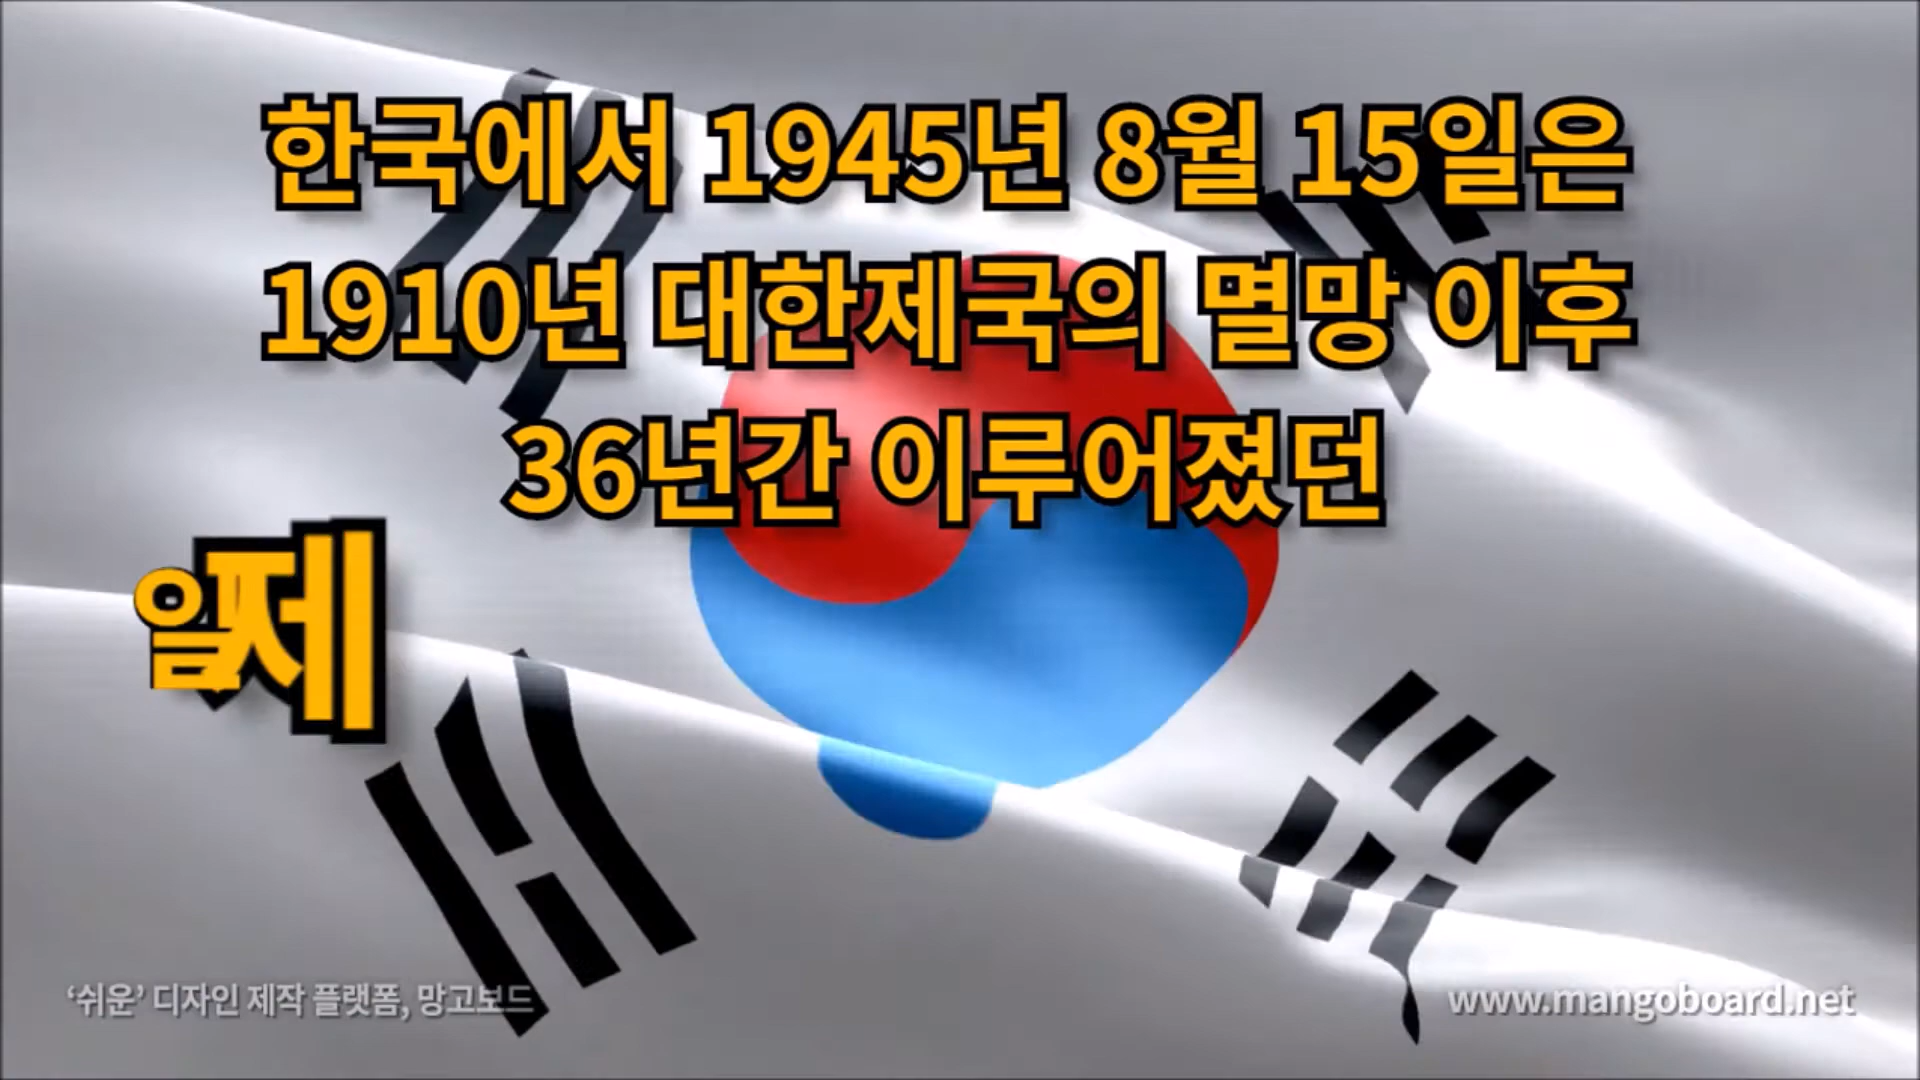 한국에서 1945년 8월 15일은
1910년 대한제국의 멸망 이후
36년간 이루어졌던
일제
‘쉬운’ 디자인 제작 플랫폼, 망고보드
www.mangoboard.net